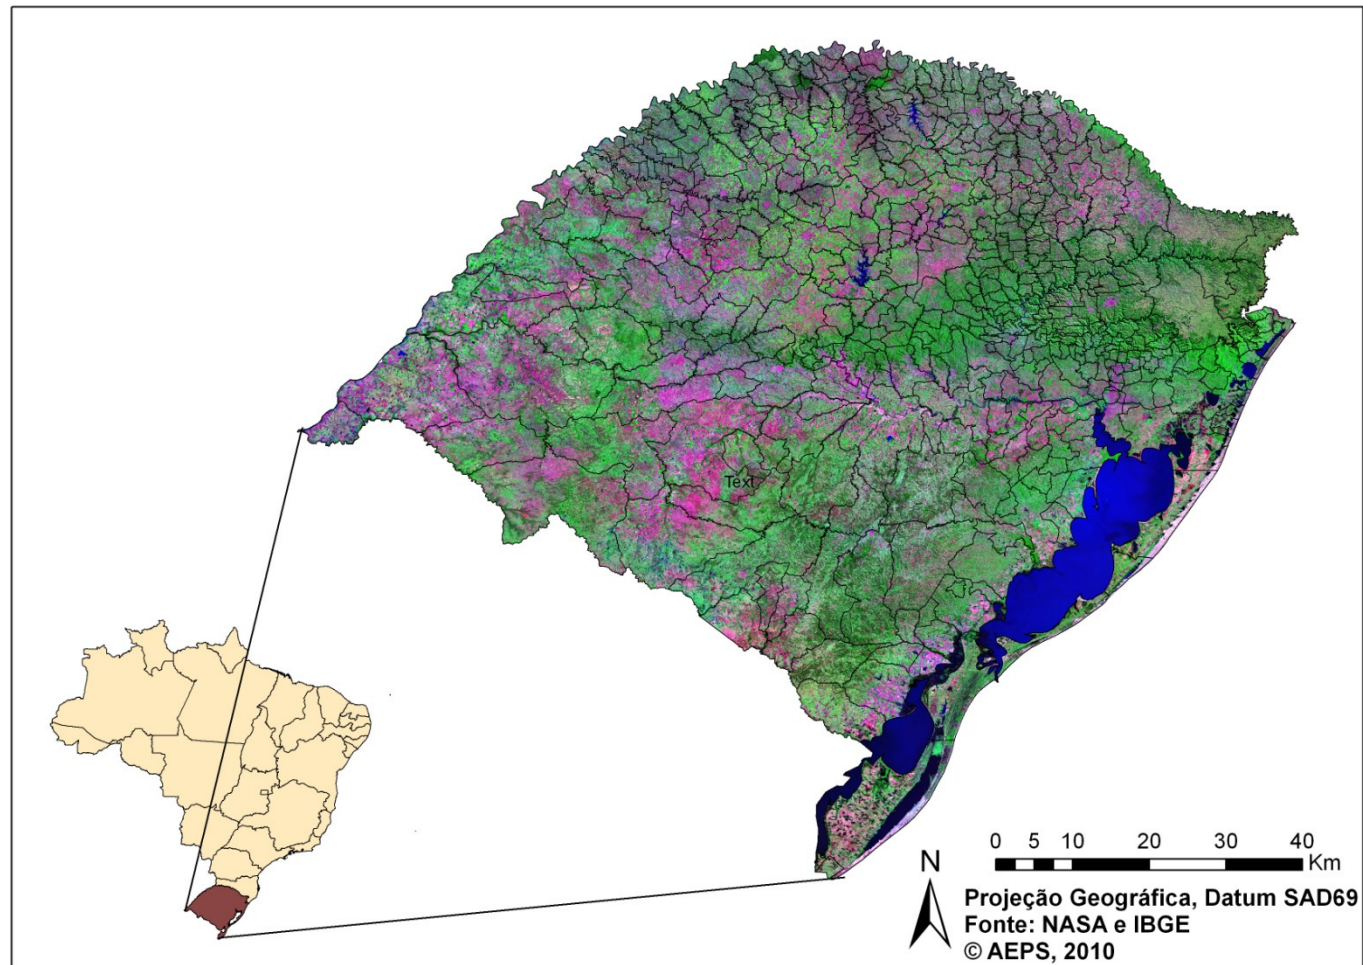 Text
N
0 5 10 20 30 40
Km
Projeção Geográfica, Datum SAD69
Fonte: NASA e IBGE
© AEPS, 2010